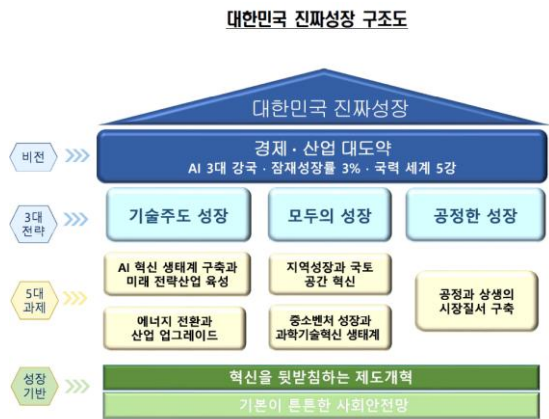 대한민국 진짜성장 구조도
대한민국 진짜성장
비전
경제·산업 대도약
AI 3대 강국·잠재성장률 3%·국력 세계 5강
3대
전략
기술주도 성장
모두의 성장
공정한 성장
5대
과제
AI 혁신 생태계 구축과
미래 전략산업 육성
지역성장과 국토
공간 혁신
공정과 상생의
시장질서 구축
에너지 전환과
산업 업그레이드
중소벤처 성장과
과학기술혁신 생태계
성장
기반
혁신을 뒷받침하는 제도개혁
기본이 튼튼한 사회안전망